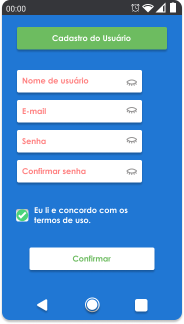 00:00
Cadastro do Usuário
Nome de usuário
E-mail
Senha
Confirmar senha
Eu li e concordo com os
termos de uso.
Confirmar